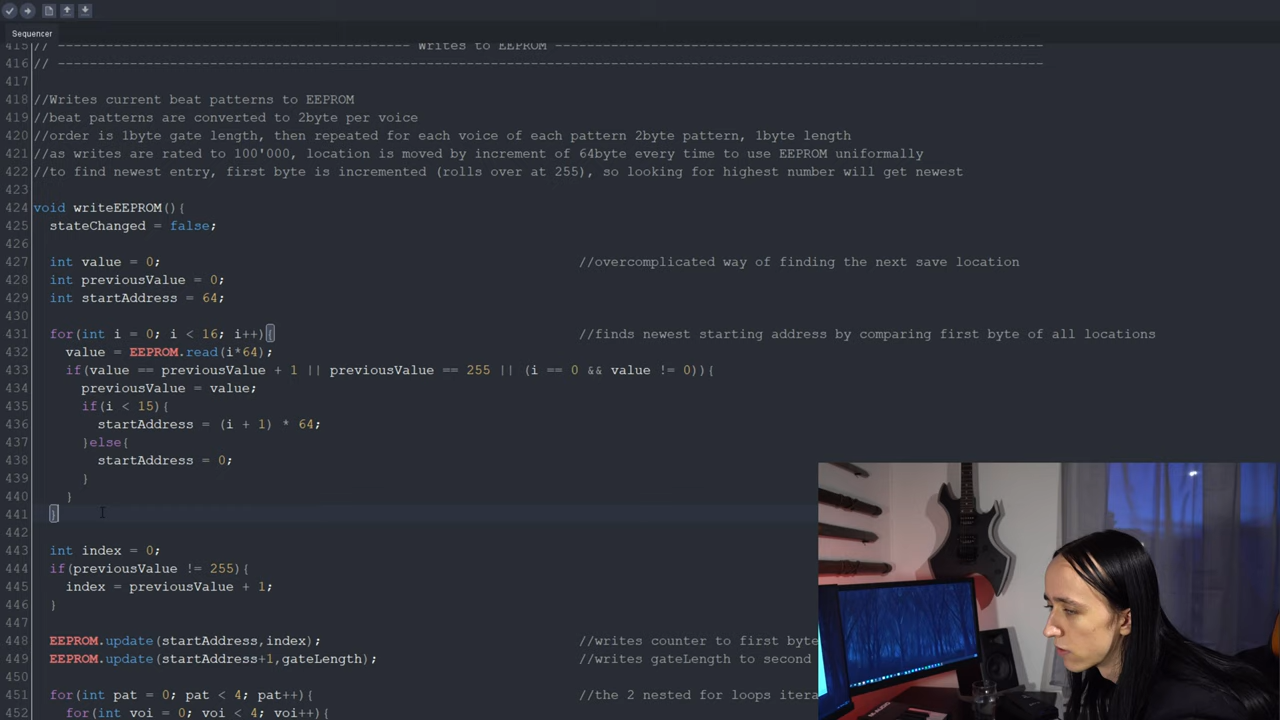 Sequencer
415 // -------------------------------------------- Writes to EEPROM -------------------------------------------------------------
416 // ---------------------------------------------------------------------------------------------------------------------------
417
418 //Writes current beat patterns to EEPROM
419 //beat patterns are converted to 2byte per voice
420 //order is 1byte gate length, then repeated for each voice of each pattern 2byte pattern, 1byte length
421 //as writes are rated to 100'000, location is moved by increment of 64byte every time to use EEPROM uniformally
422 //to find newest entry, first byte is incremented (rolls over at 255), so looking for highest number will get newest
423
424 void writeEEPROM(){
425 stateChanged = false;
426
427 int value = 0; //overcomplicated way of finding the next save location
428 int previousValue = 0;
429 int startAddress = 64;
430
431 for(int i = 0; i < 16; i++){ //finds newest starting address by comparing first byte of all locations
432 value = EEPROM.read(i*64);
433 if(value == previousValue + 1 || previousValue == 255 || (i == 0 && value != 0)){
434 previousValue = value;
435 if(i < 15){
436 startAddress = (i + 1) * 64;
437 }else{
438 startAddress = 0;
439 }
440 }
441 }
442
443 int index = 0;
444 if(previousValue != 255){
445 index = previousValue + 1;
446 }
447
448 EEPROM.update(startAddress,index); //writes counter to first byte
449 EEPROM.update(startAddress+1,gateLength); //writes gateLength to second
450
451 for(int pat = 0; pat < 4; pat++){ //the 2 nested for loops itera
452 for(int voi = 0; voi < 4; voi++){